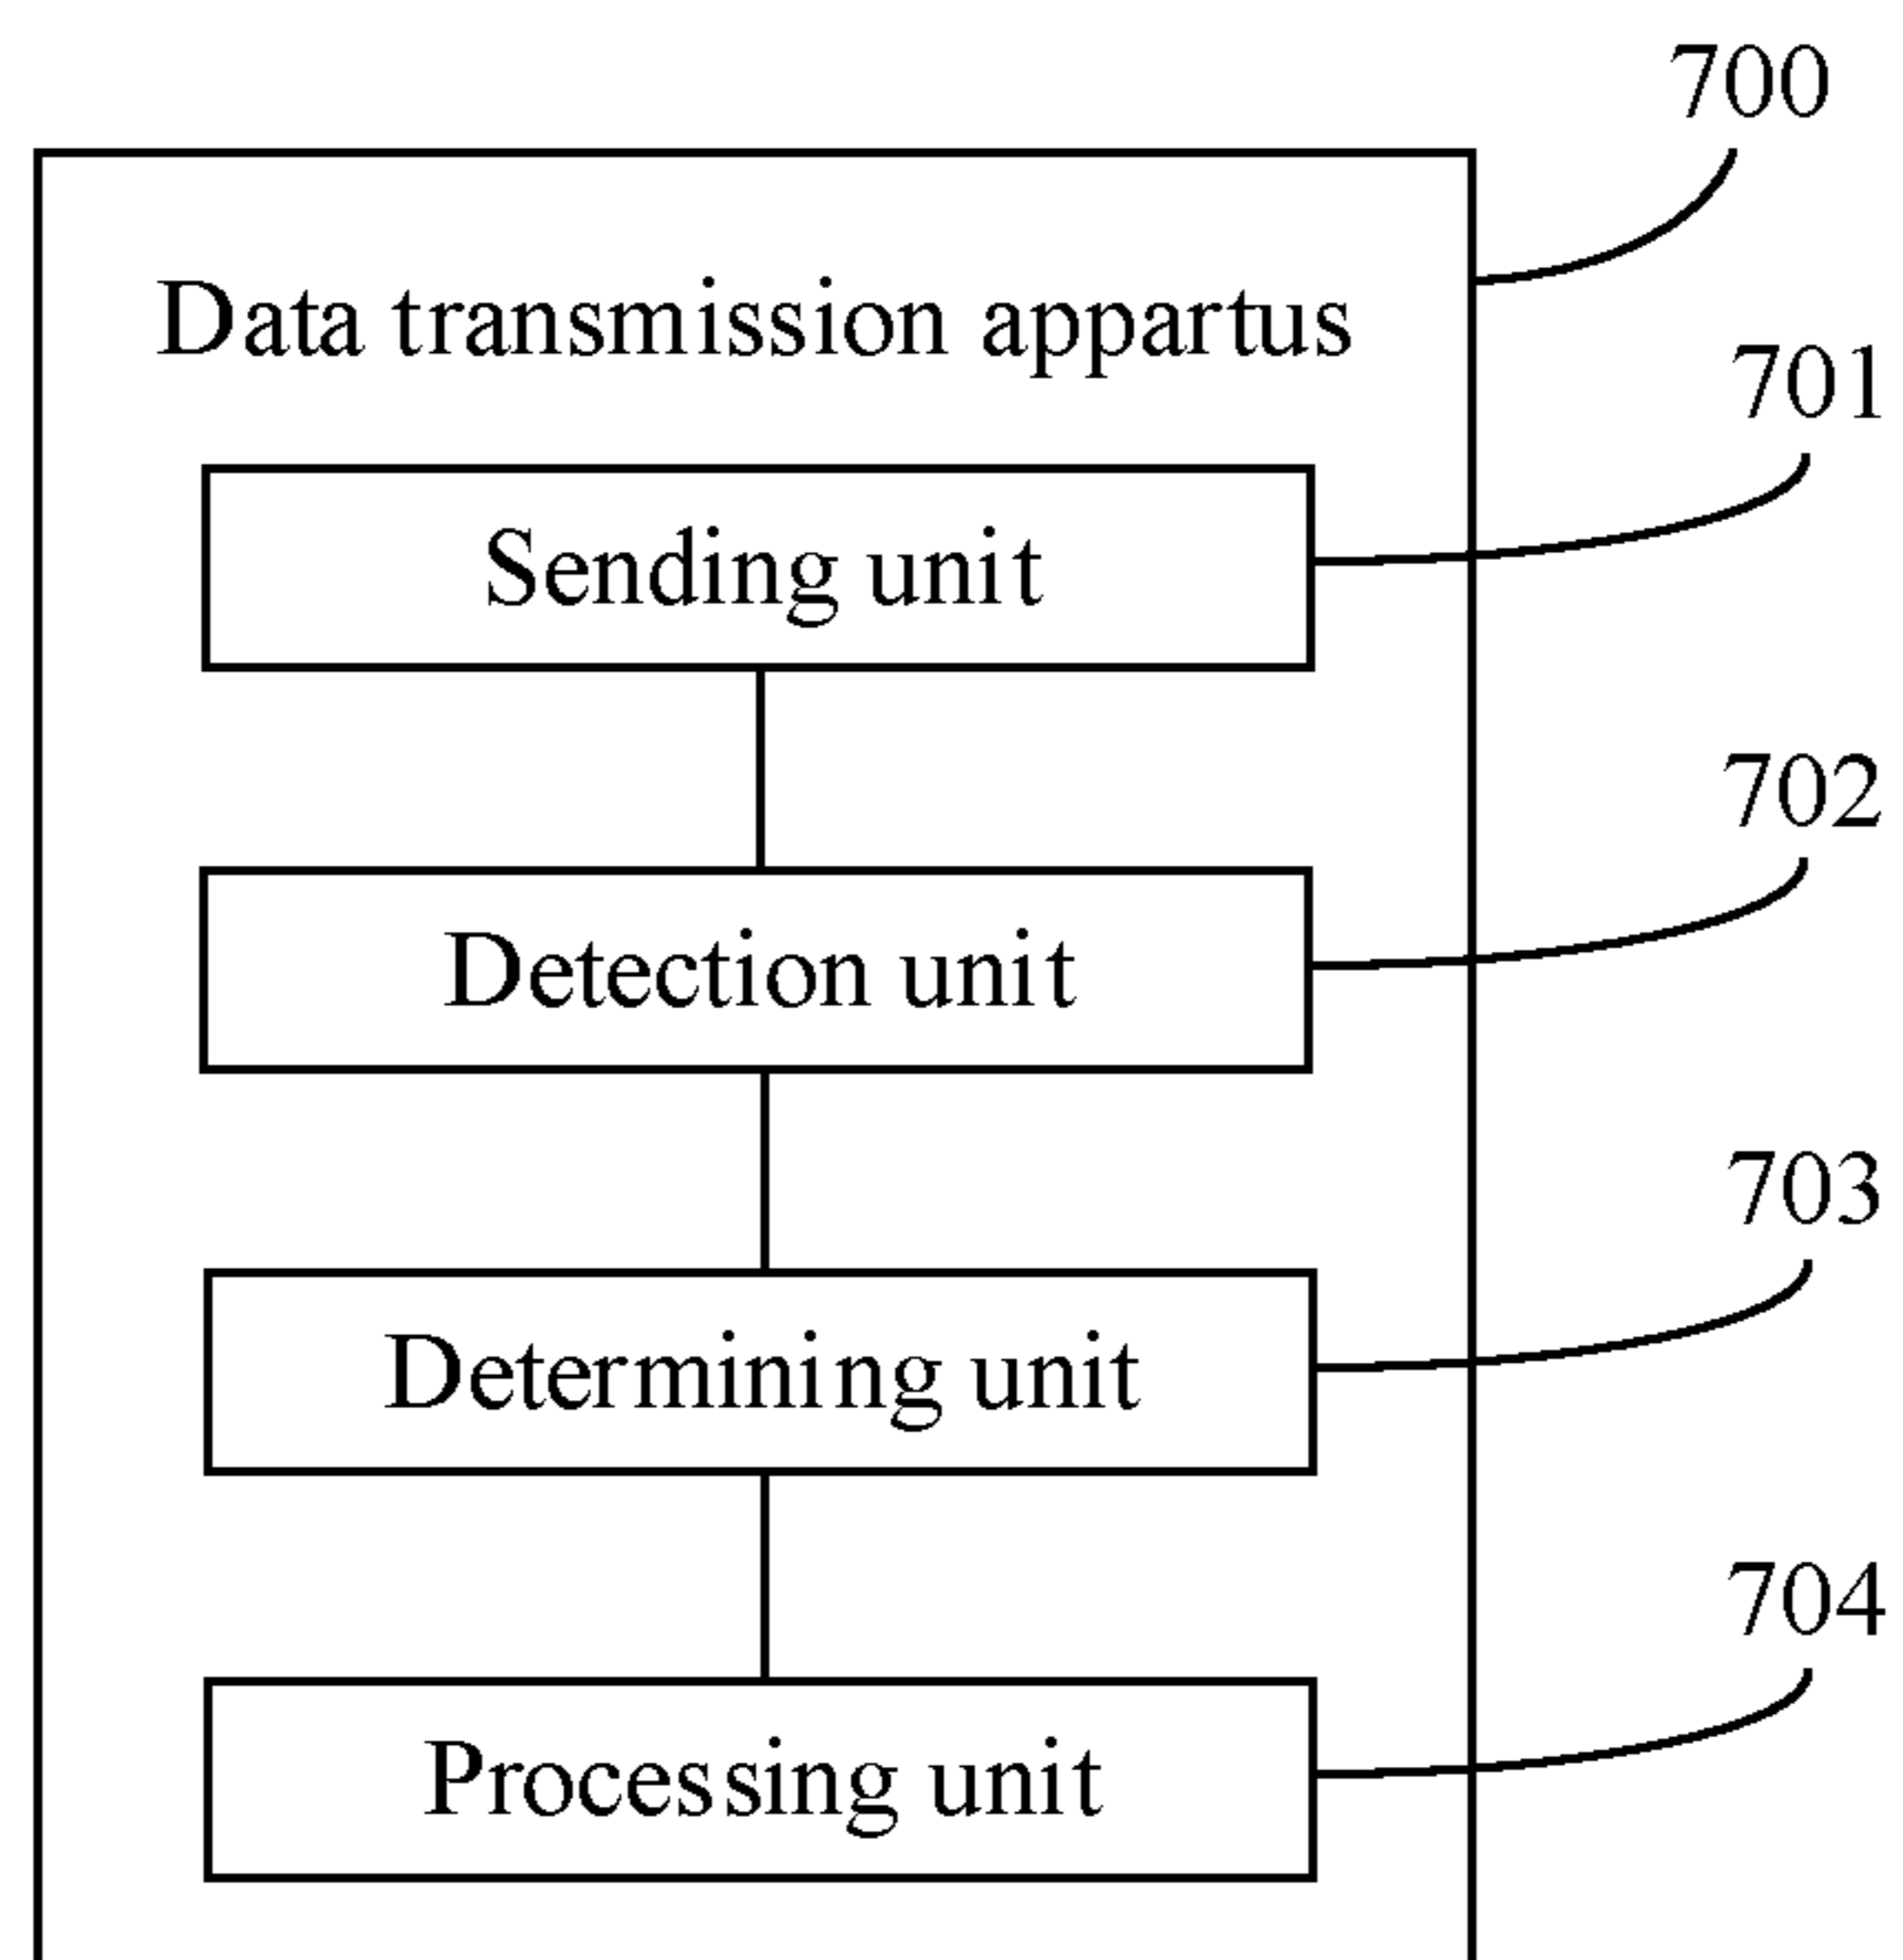 700
Data transmission appartus
701
Sending unit
702
Detection unit
703
Determining unit
704
Processing unit